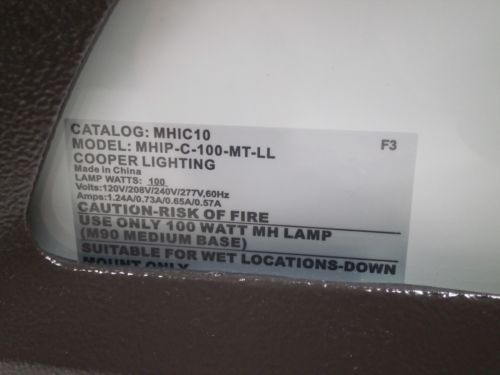 CATALOG: MHIC10
F3
MODEL: MHIP-C-100-MT-LL
COOPER LIGHTING
Made in China
LAMP WATTS: 100
Volts:120V/208V/240V/277V,60Hz
Amps:1.24A/0.73A/0.65A/0.57A
CAUTION-RISK OF FIRE
USE ONLY 100 WATT MH LAMP
(M90 MEDIUM BASE)
SUITABLE FOR WET LOCATIONS-DOWN
MOUNT ONLY